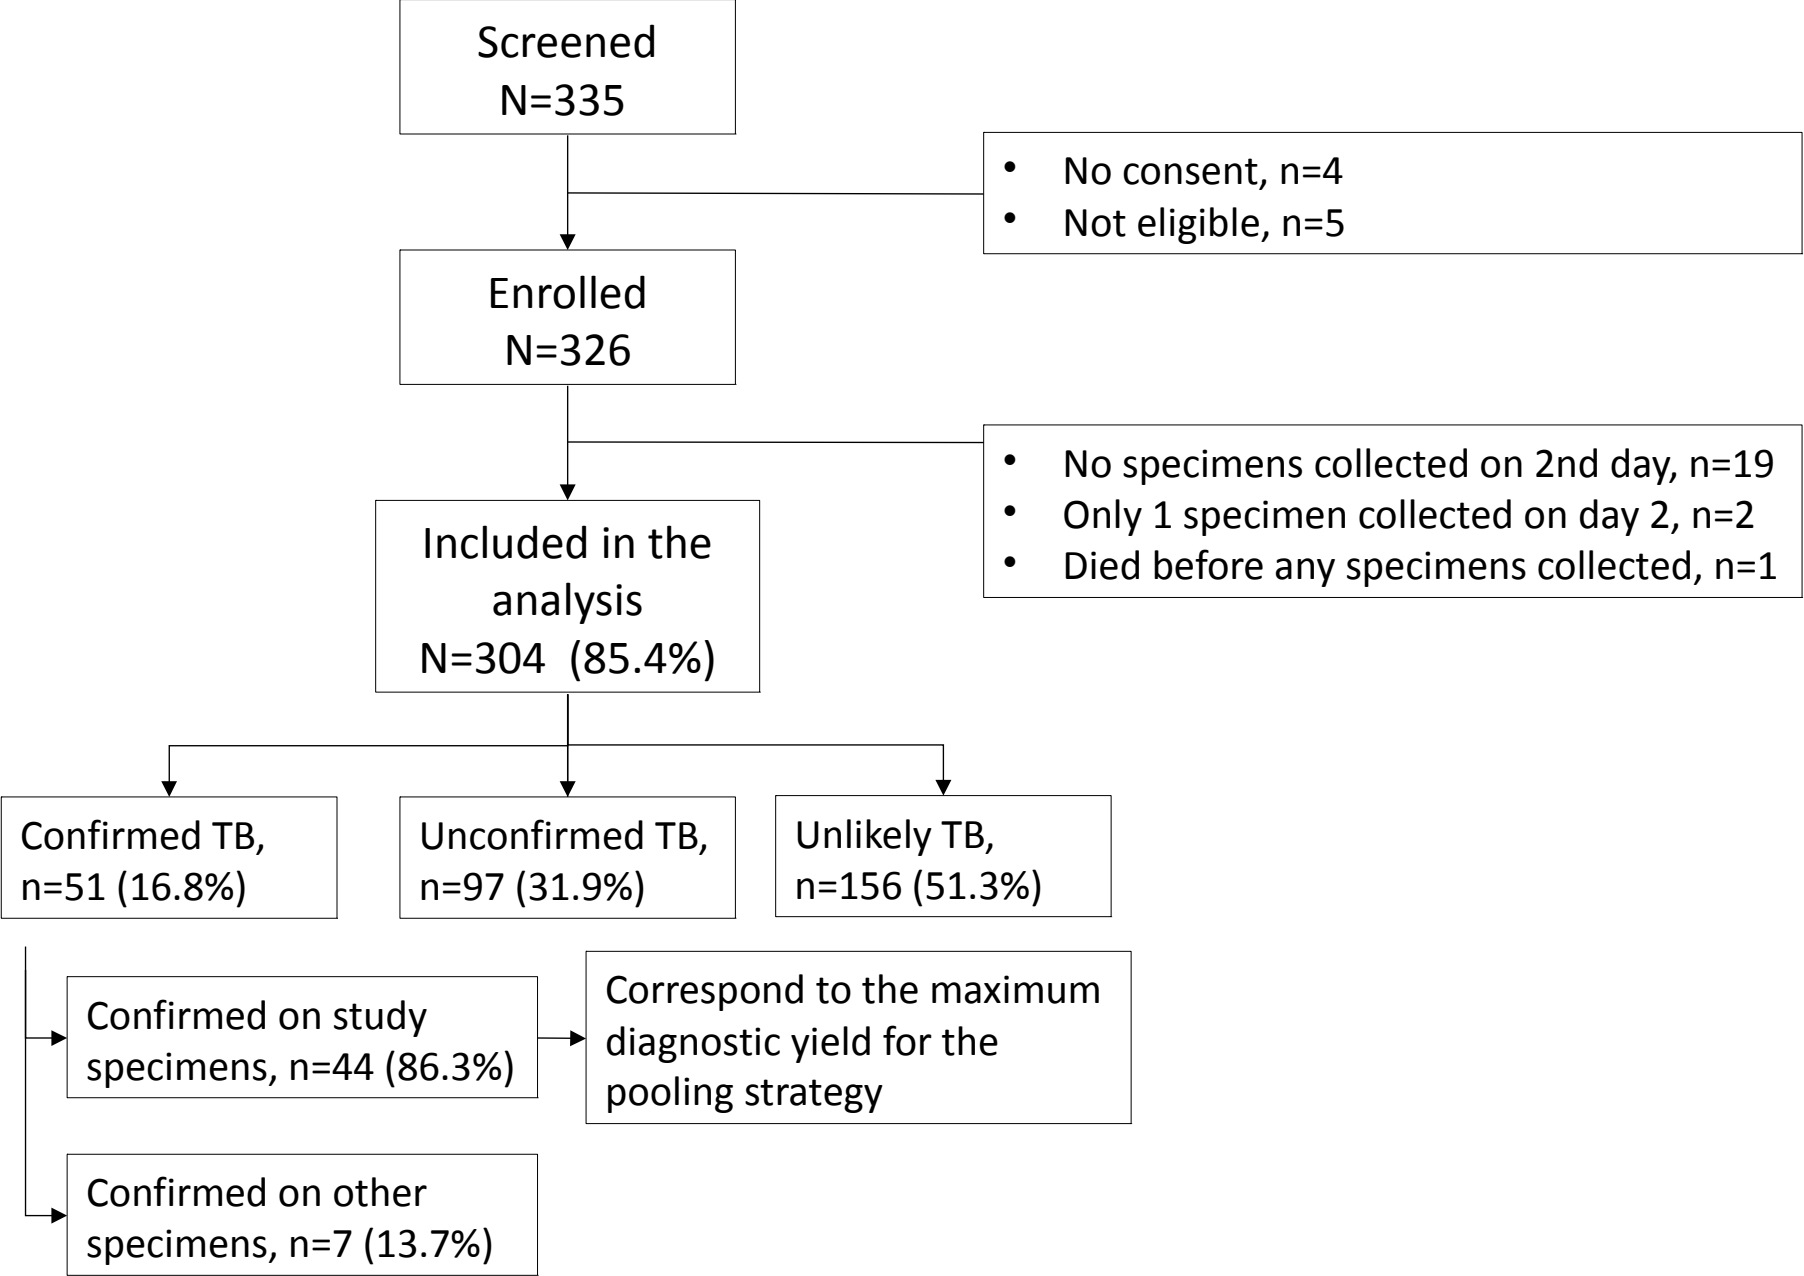 Screened
N=335
• No consent, n=4
• Not eligible, n=5
Enrolled
N=326
• No specimens collected on 2nd day, n=19
• Only 1 specimen collected on day 2, n=2
• Died before any specimens collected, n=1
Included in the
analysis
N=304 (85.4%)
Confirmed TB,
n=51 (16.8%)
Unconfirmed TB,
n=97 (31.9%)
Unlikely TB,
n=156 (51.3%)
Confirmed on study
specimens, n=44 (86.3%)
Correspond to the maximum
diagnostic yield for the
pooling strategy
Confirmed on other
specimens, n=7 (13.7%)